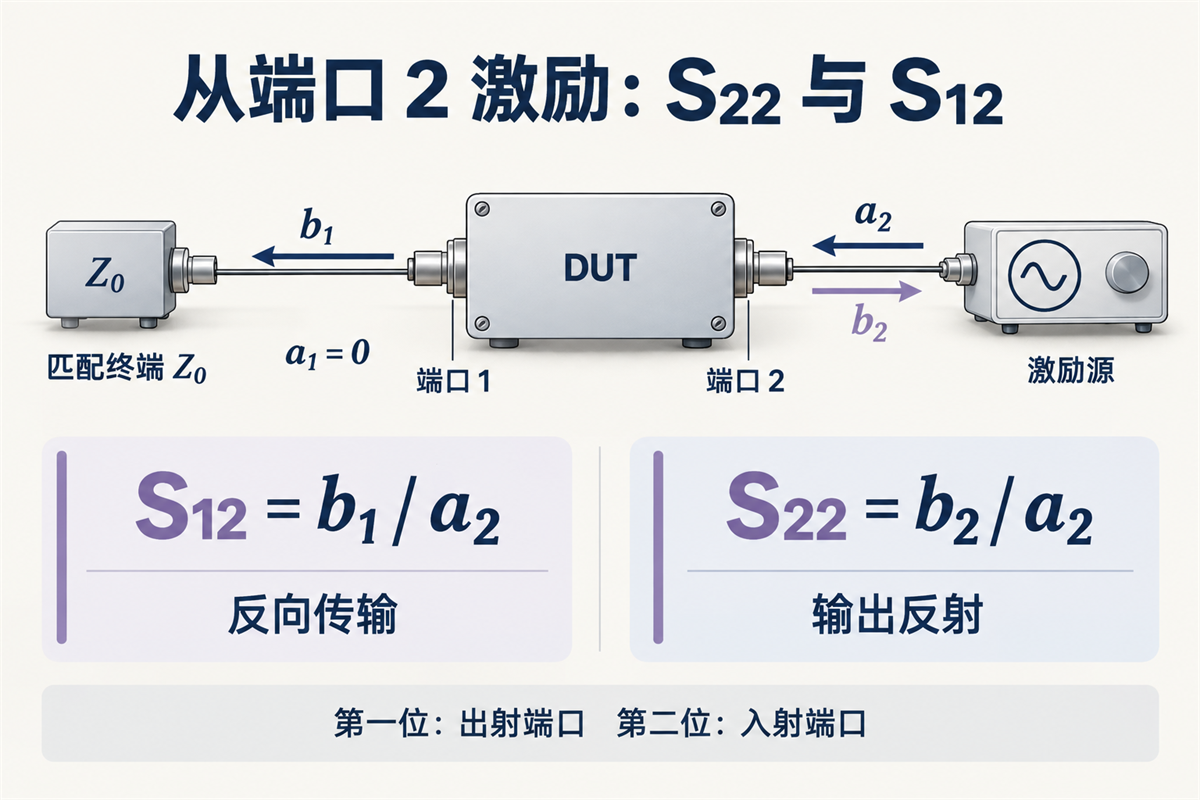 从端口 2 激励：S₂₂ 与 S₁₂
b₁
a₂
Z₀
DUT
b₂
匹配终端 Z₀
a₁ = 0
端口 1
端口 2
激励源
S₁₂ = b₁ / a₂
反向传输
S₂₂ = b₂ / a₂
输出反射
第一位：出射端口 第二位：入射端口